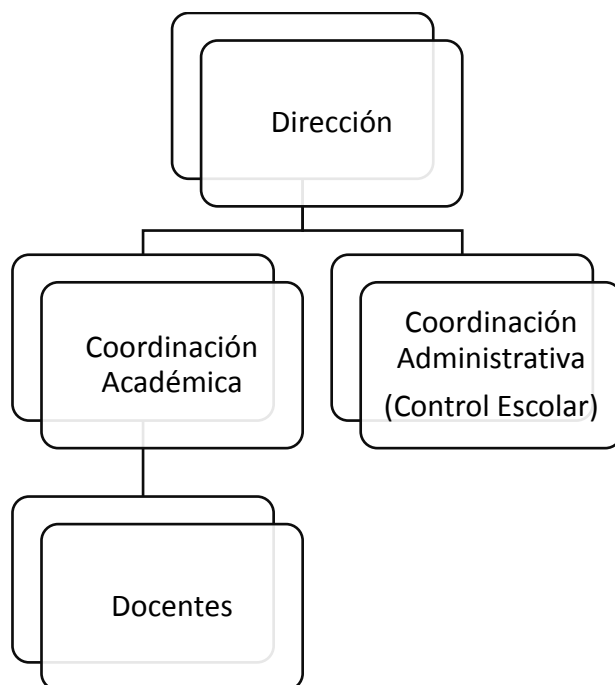 Dirección
Coordinación
Académica
Coordinación
Administrativa
(Control Escolar)
Docentes